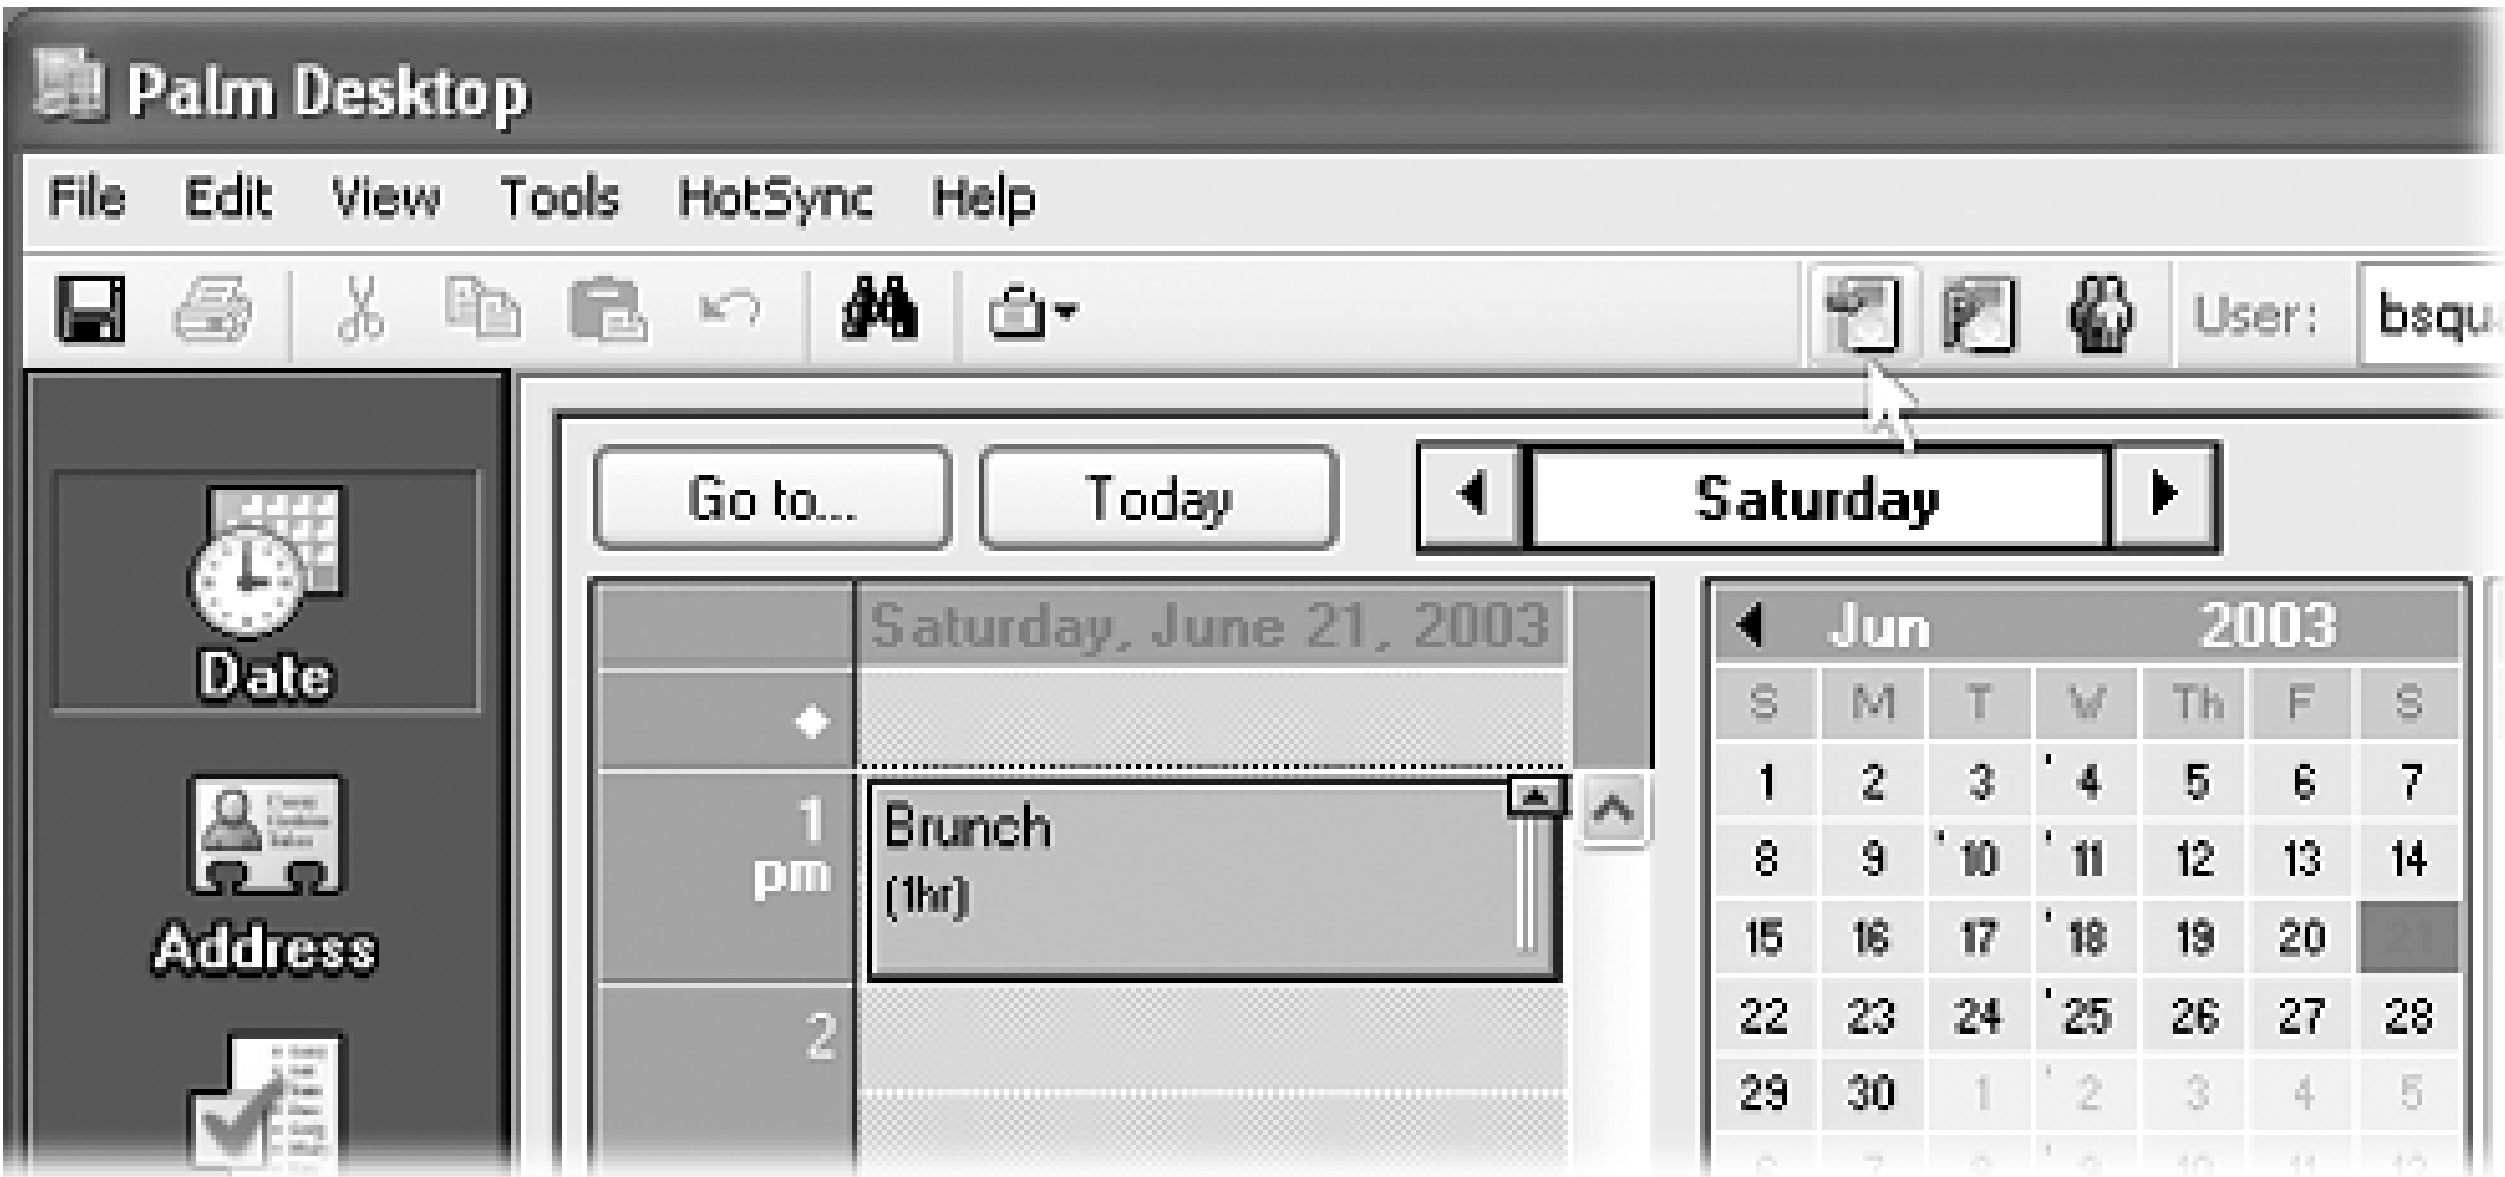 Palm Desktop
File Edit View Tools HotSync Help
User: bsqu
Go to... Today Saturday
Date
Address
Saturday, June 21, 2003
1 pm
Brunch
(1hr)
2
Jun 2003
S M T W Th F S
1 2 3 4 5 6 7
8 9 10 11 12 13 14
15 16 17 18 19 20 21
22 23 24 25 26 27 28
29 30 1 2 3 4 5